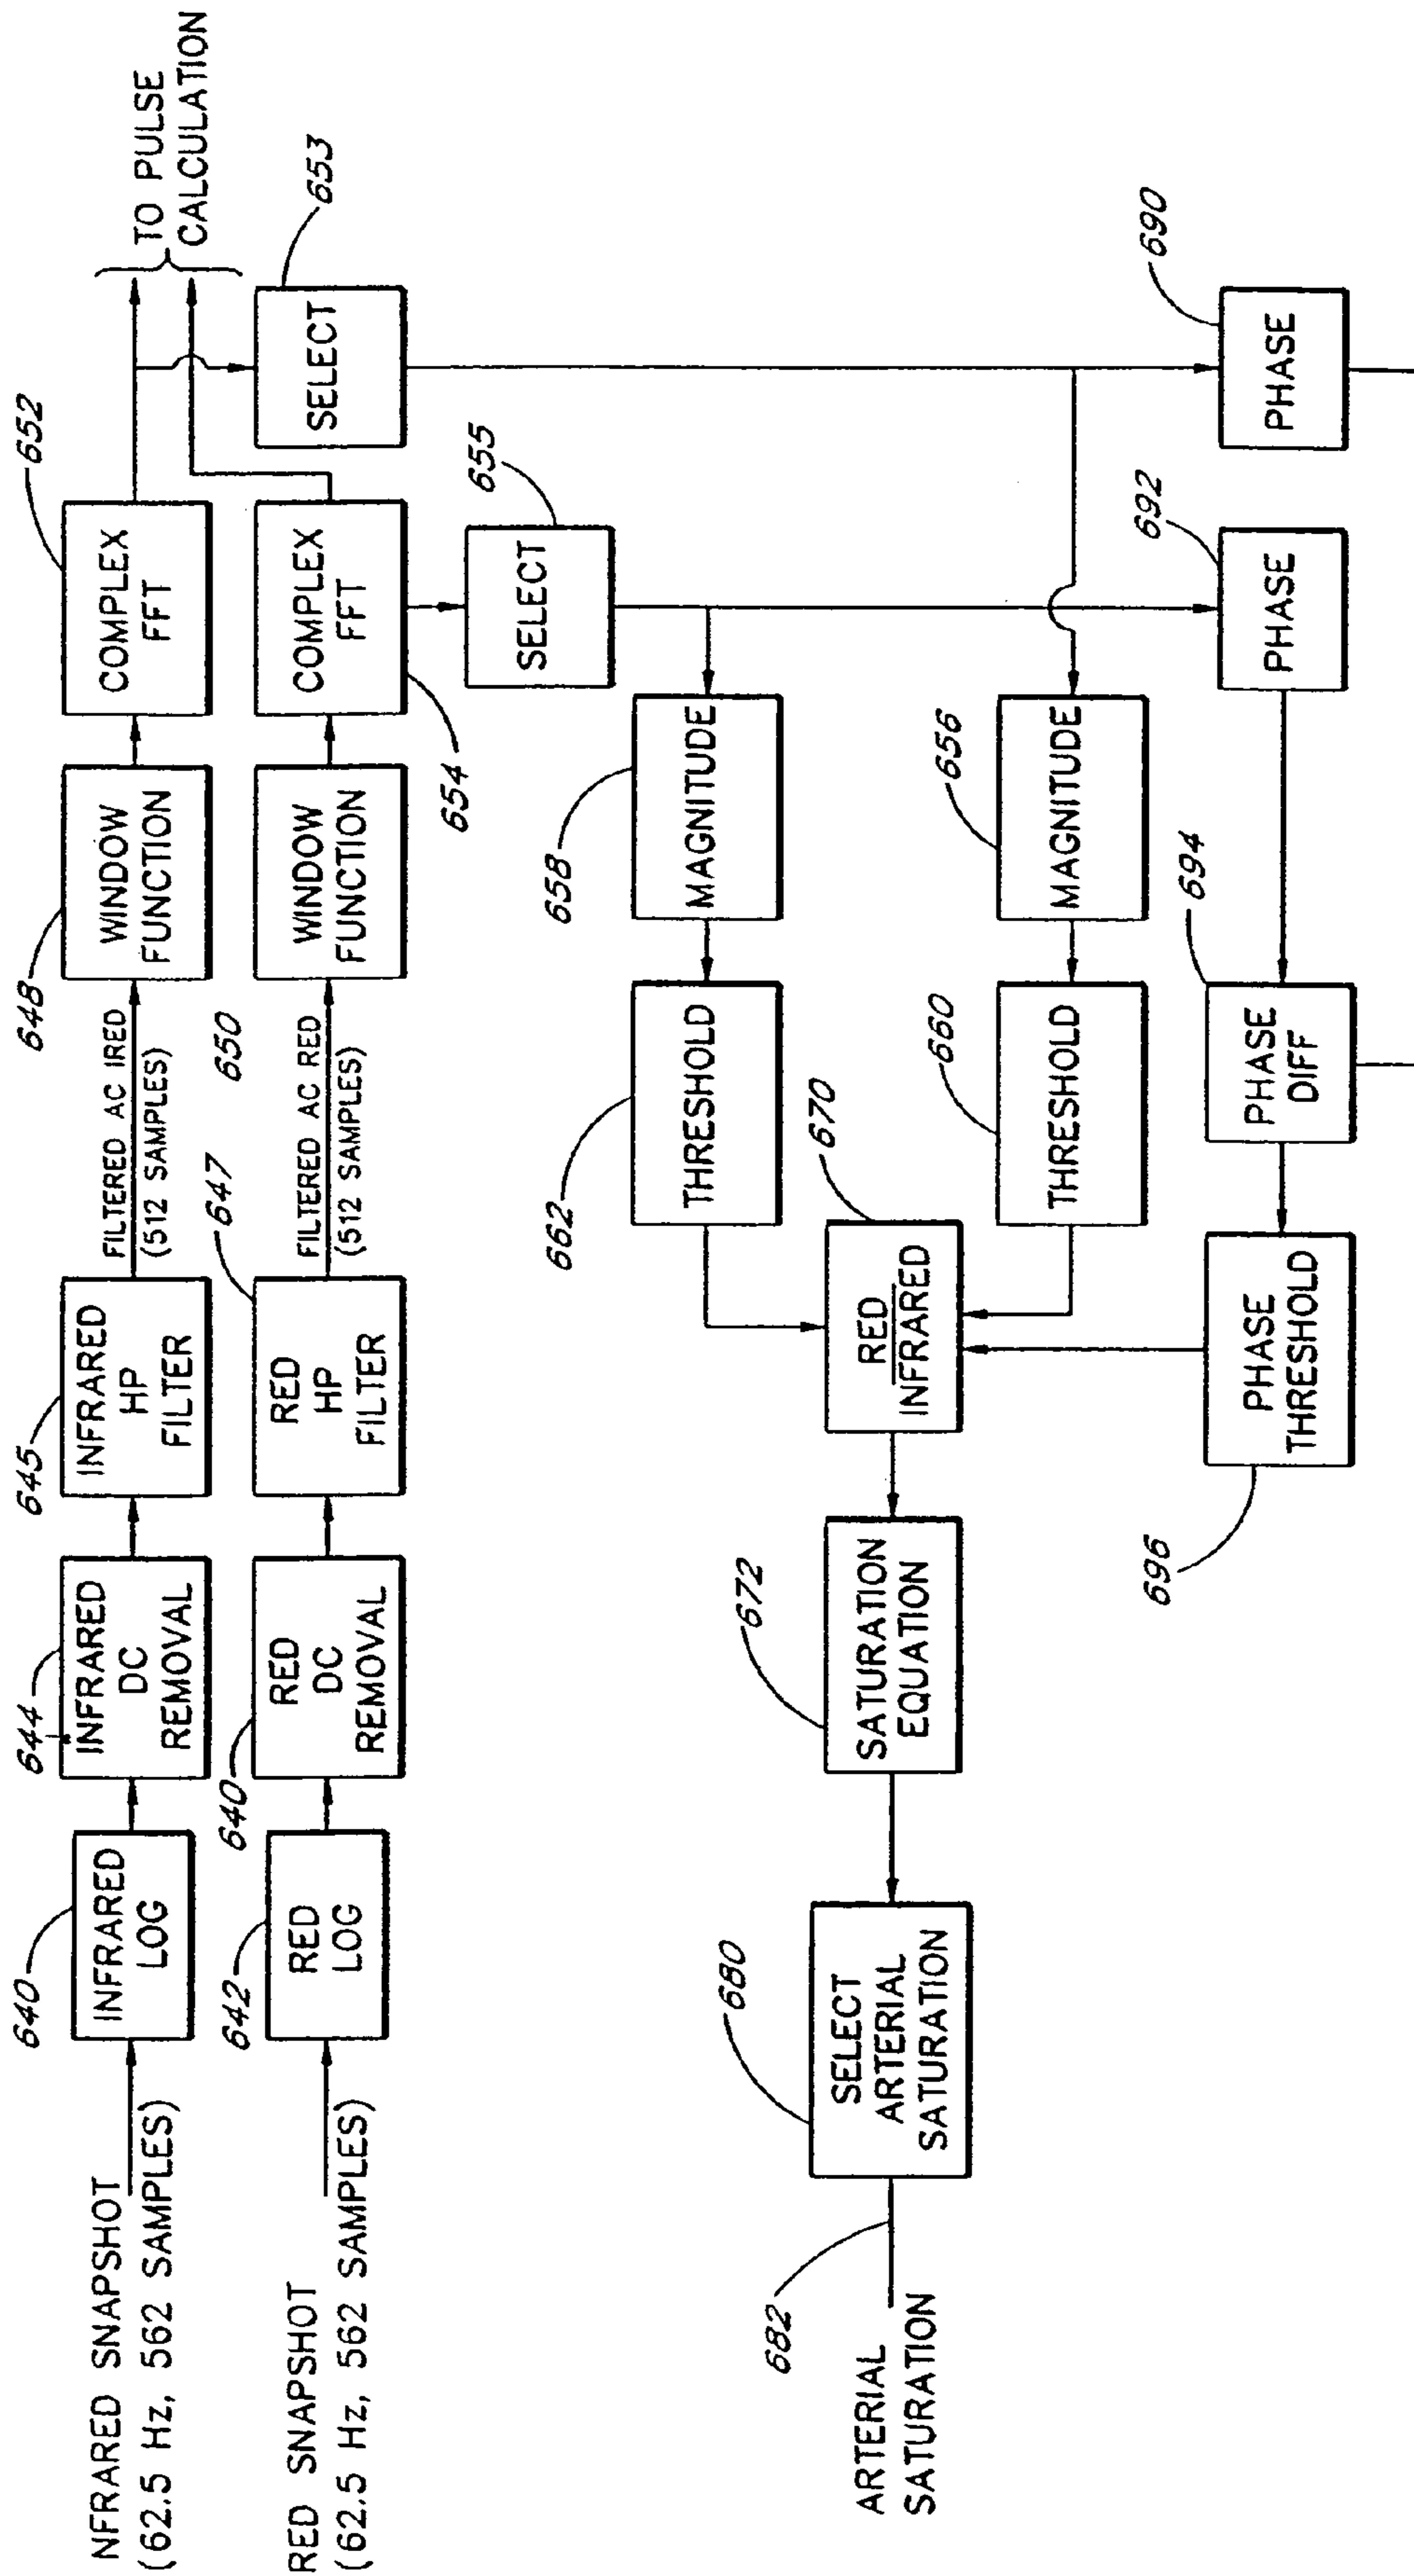 NFRARED SNAPSHOT
(62.5 Hz, 562 SAMPLES)
640
INFRARED
LOG
644
INFRARED
DC
REMOVAL
645
INFRARED
HP
FILTER
FILTERED AC IRED
(512 SAMPLES)
648
WINDOW
FUNCTION
652
COMPLEX
FFT
TO PULSE
CALCULATION
RED SNAPSHOT
(62.5 Hz, 562 SAMPLES)
642
RED
LOG
640
RED
DC
REMOVAL
647
RED
HP
FILTER
FILTERED AC RED
(512 SAMPLES)
650
WINDOW
FUNCTION
654
COMPLEX
FFT
653
SELECT
655
SELECT
662
THRESHOLD
658
MAGNITUDE
ARTERIAL
SATURATION
682
680
SELECT
ARTERIAL
SATURATION
672
SATURATION
EQUATION
670
RED
INFRARED
660
THRESHOLD
656
MAGNITUDE
696
PHASE
THRESHOLD
694
PHASE
DIFF
692
PHASE
690
PHASE